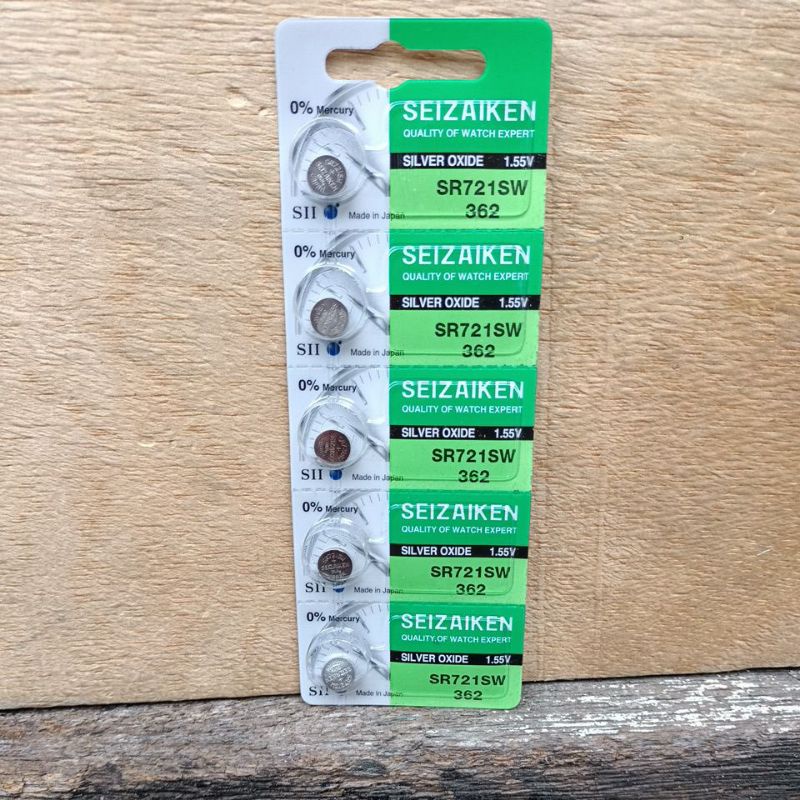 0% Mercury
SEIZAIKEN
QUALITY OF WATCH EXPERT
SILVER OXIDE 1.55V
SR721SW
362
SII Made in Japan
0% Mercury
SEIZAIKEN
QUALITY OF WATCH EXPERT
SILVER OXIDE 1.55V
SR721SW
362
SII Made in Japan
0% Mercury
SEIZAIKEN
QUALITY OF WATCH EXPERT
SILVER OXIDE 1.55V
SR721SW
362
SII Made in Japan
0% Mercury
SEIZAIKEN
QUALITY OF WATCH EXPERT
SILVER OXIDE 1.55V
SR721SW
362
SII Made in Japan
0% Mercury
SEIZAIKEN
QUALITY OF WATCH EXPERT
SILVER OXIDE 1.55V
SR721SW
362
SII Made in Japan